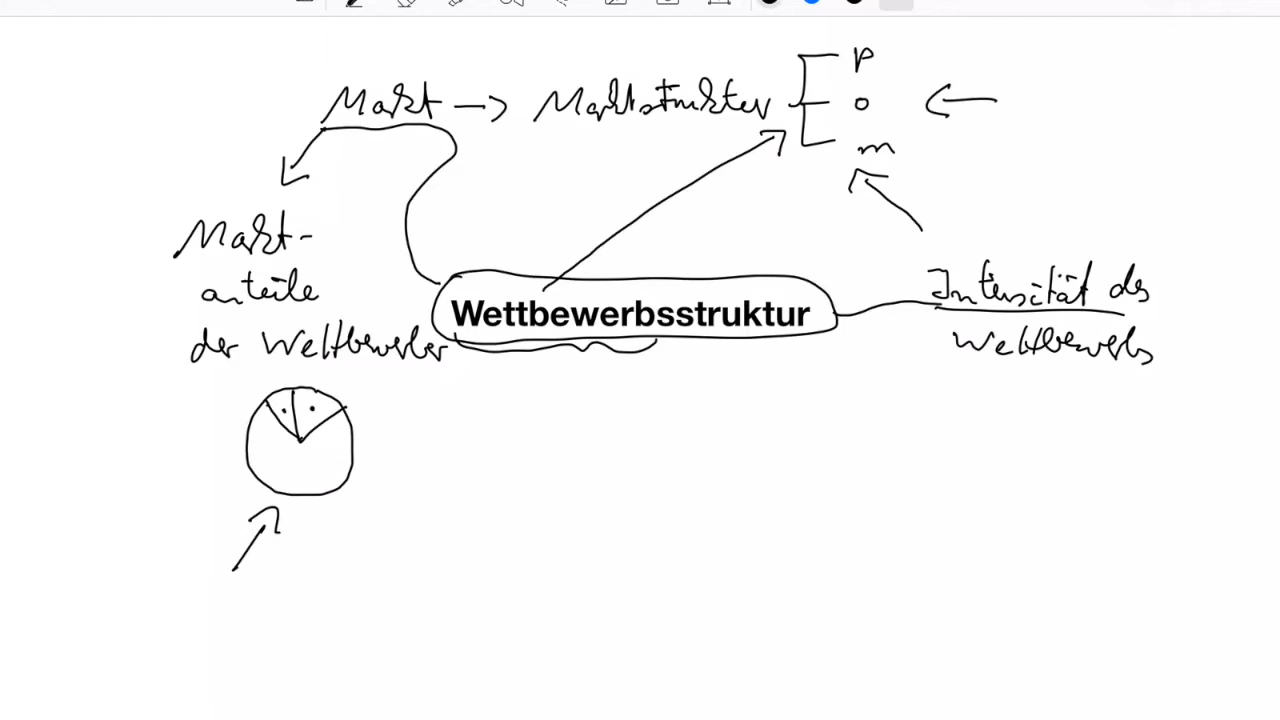 p
Markt → Marktstruktur o ←
m
Markt-
anteile
der Wettbewerber
Wettbewerbsstruktur
Intensität des
Wettbewerbs